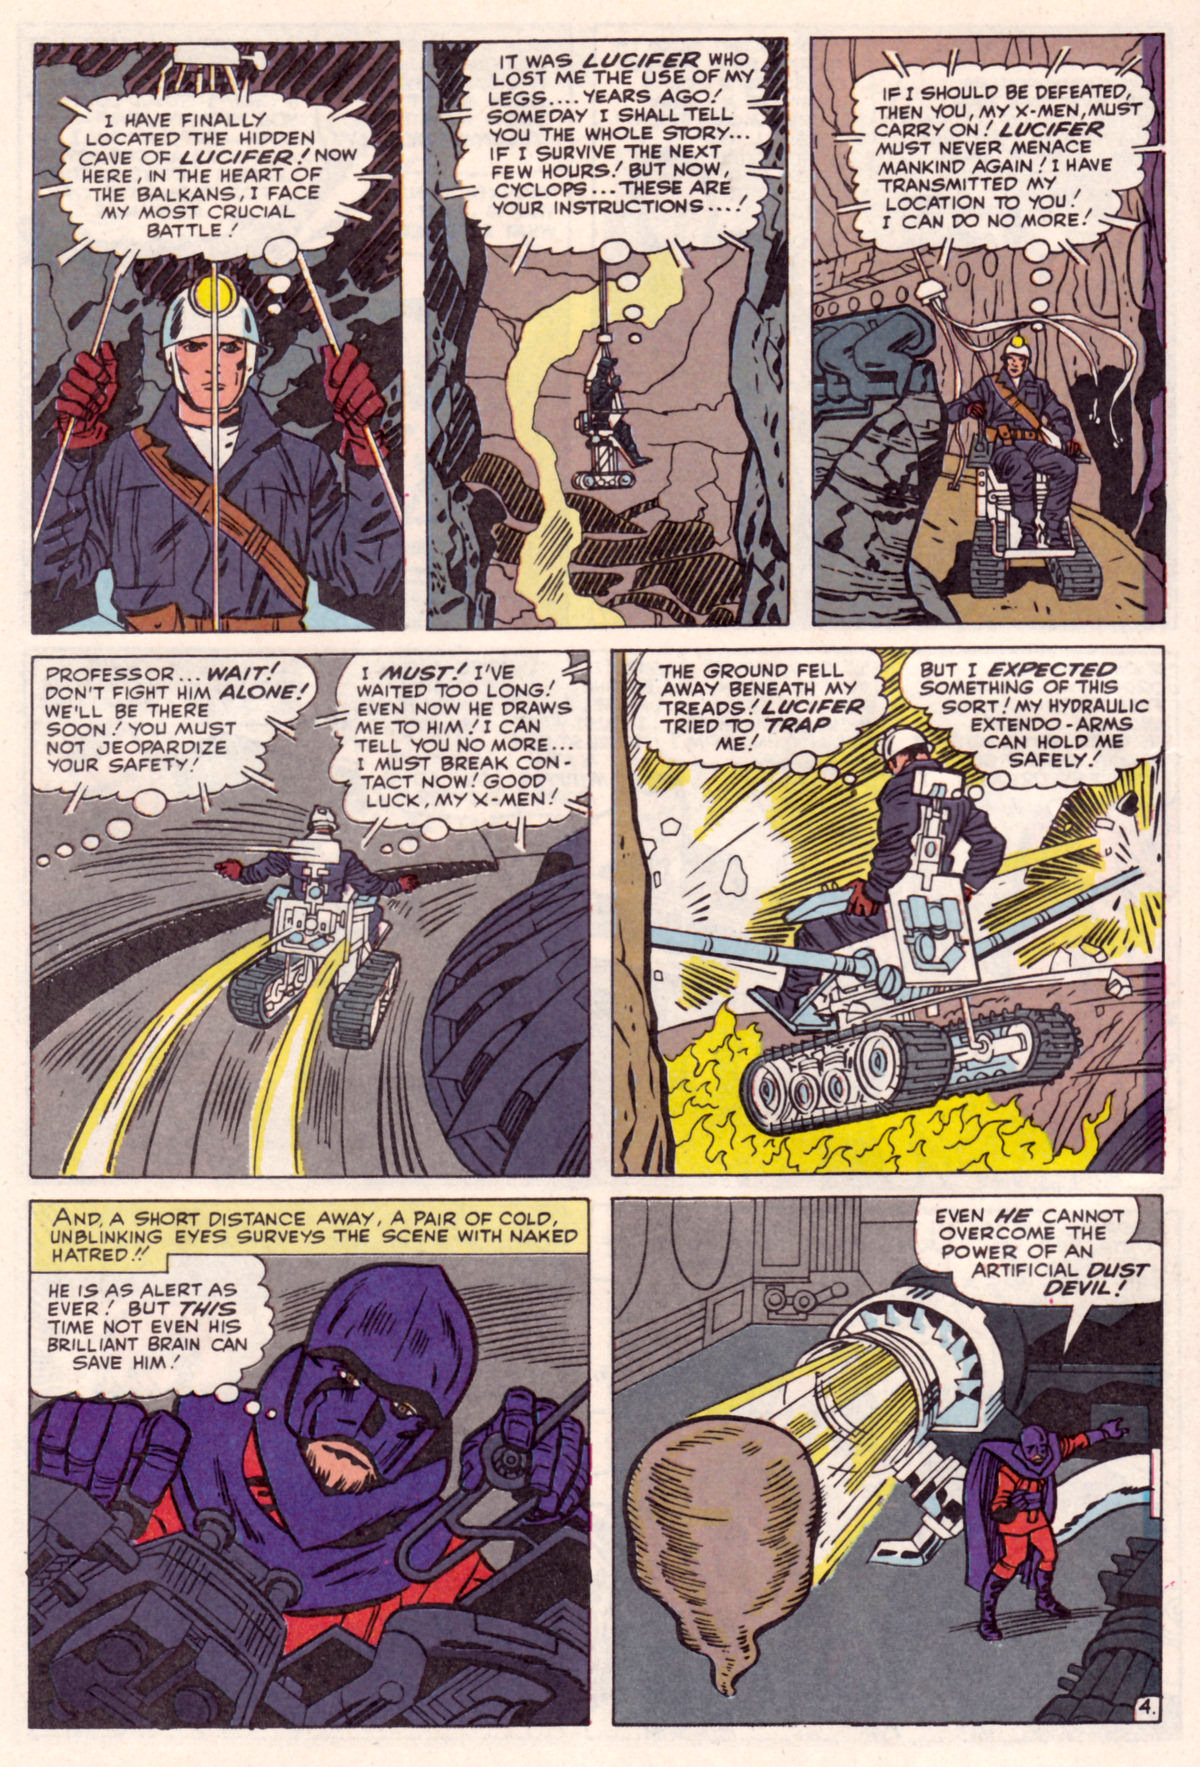 I HAVE FINALLY
LOCATED THE HIDDEN
CAVE OF LUCIFER! NOW
HERE, IN THE HEART OF
THE BALKANS, I FACE
MY MOST CRUCIAL
BATTLE!
IT WAS LUCIFER WHO
LOST ME THE USE OF MY
LEGS....YEARS AGO!
SOMEDAY I SHALL TELL
YOU THE WHOLE STORY...
IF I SURVIVE THE NEXT
FEW HOURS! BUT NOW,
CYCLOPS...THESE ARE
YOUR INSTRUCTIONS...!
IF I SHOULD BE DEFEATED,
THEN YOU, MY X-MEN, MUST
CARRY ON! LUCIFER
MUST NEVER MENACE
MANKIND AGAIN! I HAVE
TRANSMITTED MY
LOCATION TO YOU!
I CAN DO NO MORE!
PROFESSOR...WAIT!
DON'T FIGHT HIM ALONE!
WE'LL BE THERE
SOON! YOU MUST
NOT JEOPARDIZE
YOUR SAFETY!
I MUST! I'VE
WAITED TOO LONG!
EVEN NOW HE DRAWS
ME TO HIM! I CAN
TELL YOU NO MORE...
I MUST BREAK CON-
TACT NOW! GOOD
LUCK, MY X-MEN!
THE GROUND FELL
AWAY BENEATH MY
TREADS! LUCIFER
TRIED TO TRAP
ME!
BUT I EXPECTED
SOMETHING OF THIS
SORT! MY HYDRAULIC
EXTENDO-ARMS
CAN HOLD ME
SAFELY!
AND, A SHORT DISTANCE AWAY, A PAIR OF COLD,
UNBLINKING EYES SURVEYS THE SCENE WITH NAKED
HATRED!!
HE IS AS ALERT AS
EVER! BUT THIS
TIME NOT EVEN HIS
BRILLIANT BRAIN CAN
SAVE HIM!
EVEN HE CANNOT
OVERCOME THE
POWER OF AN
ARTIFICIAL DUST
DEVIL!
4.